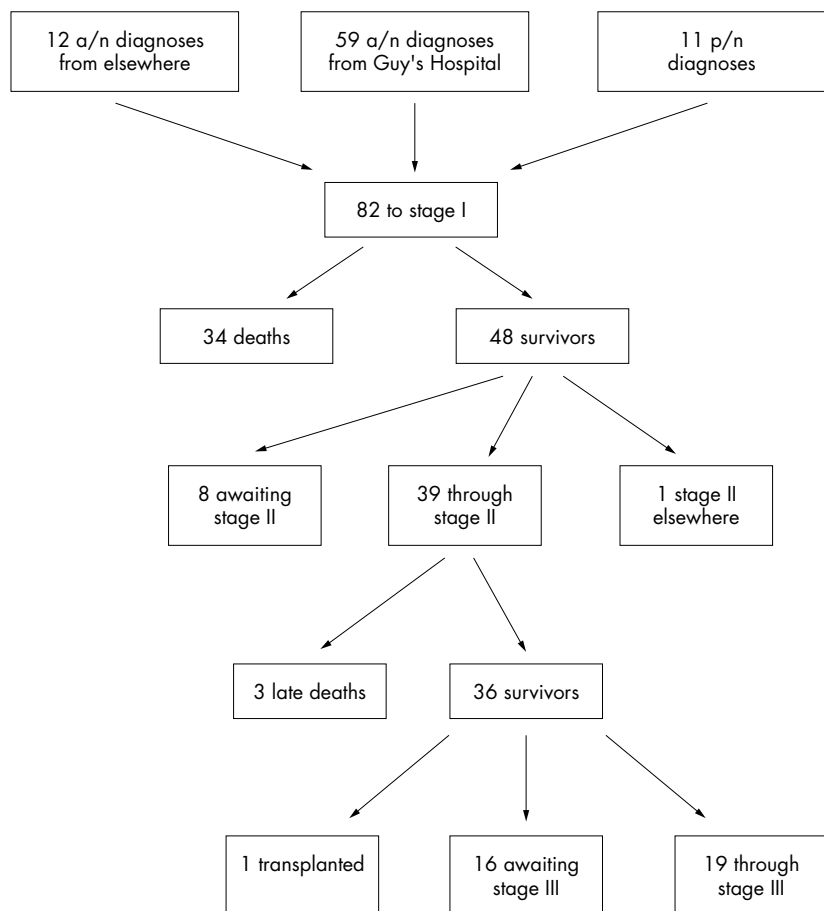 12 a/n diagnoses
from elsewhere
59 a/n diagnoses
from Guy's Hospital
11 p/n
diagnoses
82 to stage I
34 deaths
48 survivors
8 awaiting
stage II
39 through
stage II
1 stage II
elsewhere
3 late deaths
36 survivors
1 transplanted
16 awaiting
stage III
19 through
stage III